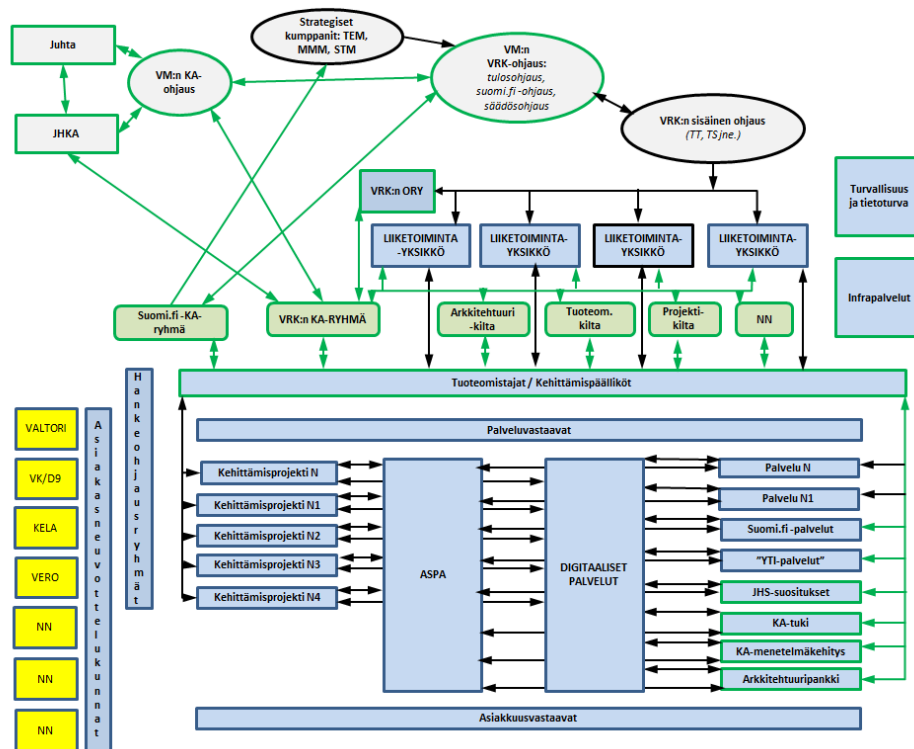 Strategiset
kumppanit: TEM,
MMM, STM
Juhta
VM:n KA-
ohjaus
VM:n
VRK-ohjaus:
tulosohjaus,
suomi.fi -ohjaus,
säädösohjaus
JHKA
VRK:n sisäinen ohjaus
(TT, TS jne.)
Turvallisuus
ja tietoturva
VRK:n ORY
LIIKETOIMINTA
-YKSIKKÖ
LIIKETOIMINTA-
YKSIKKÖ
LIIKETOIMINTA-
YKSIKKÖ
LIIKETOIMINTA-
YKSIKKÖ
Infrapalvelut
Suomi.fi -KA-
ryhmä
VRK:n KA-RYHMÄ
Arkkitehtuuri
-kilta
Tuoteom.
kilta
Projekti-
kilta
NN
Tuoteomistajat / Kehittämispäälliköt
Hankeohjausryhmät
Asiakasneuvottelukunnat
VALTORI
VK/D9
KELA
VERO
NN
NN
NN
Palveluvastaavat
Kehittämisprojekti N
Kehittämisprojekti N1
Kehittämisprojekti N2
Kehittämisprojekti N3
Kehittämisprojekti N4
ASPA
DIGITAALISET
PALVELUT
Palvelu N
Palvelu N1
Suomi.fi -palvelut
”YTI-palvelut”
JHS-suositukset
KA-tuki
KA-menetelmäkehitys
Arkkitehtuuripankki
Asiakkuusvastaavat